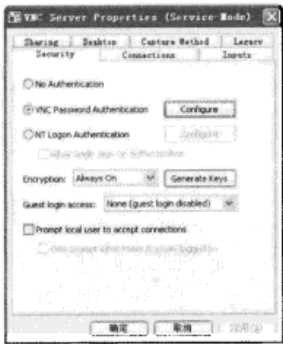 VNC Server Properties (Service Mode)
Sharing Desktop Capture Method Legacy
Security Connections Inputs
No Authentication
VNC Password Authentication Configure
NT Logon Authentication Configure
Encryption: Always On Generate Keys
Guest login access: None (guest login disabled)
Prompt local user to accept connections
确定 取消